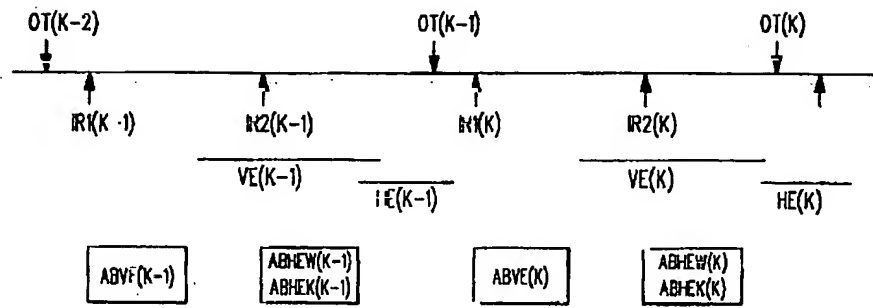 OT(K-2) OT(K-1) OT(K)
IR1(K-1) IR2(K-1) IR1(K) IR2(K)
VE(K-1) VE(K)
HE(K-1) HE(K)
ABVE(K-1) ABHEW(K-1) ABVE(K) ABHEW(K)
ABHEK(K-1) ABHEK(K)